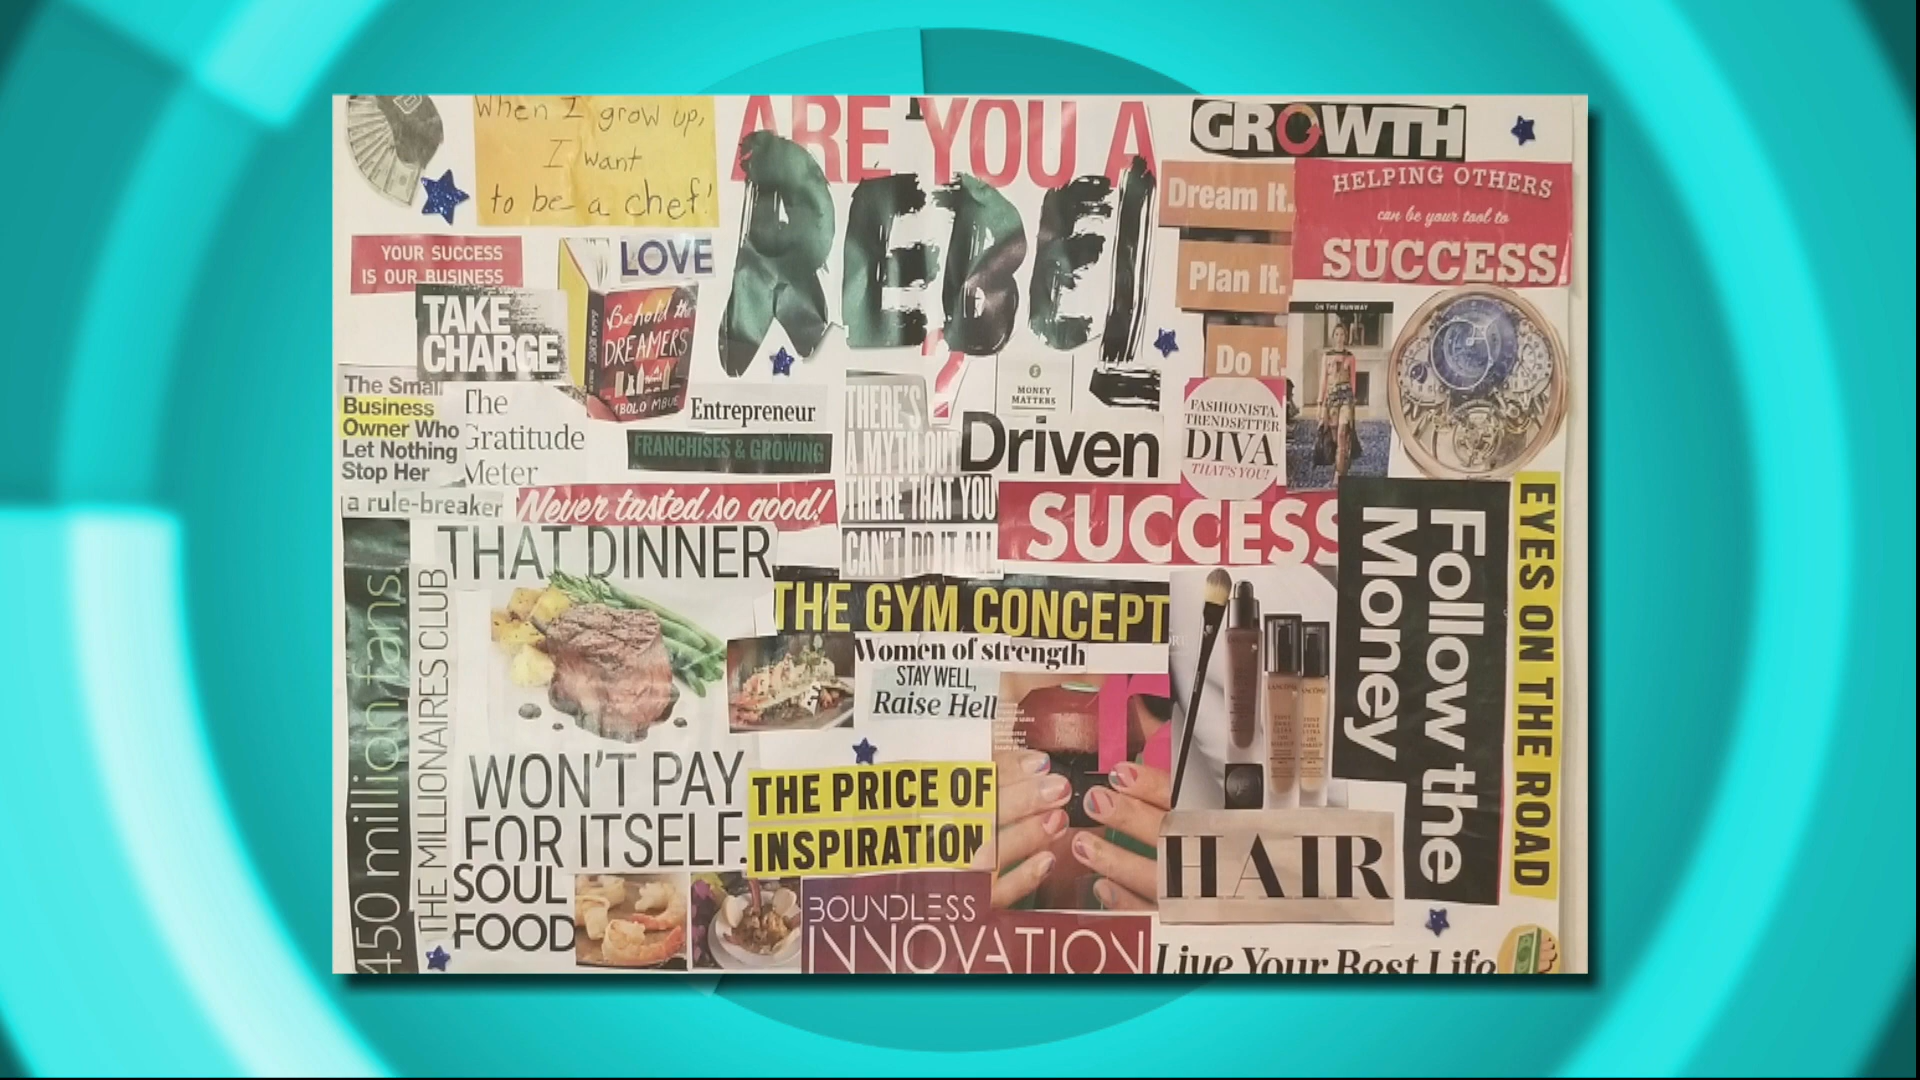 When I grow up,
I want
to be a chef!
ARE YOU A
REBEL
?
GROWTH
Dream It.
Plan It.
Do It.
HELPING OTHERS
can be your tool to
SUCCESS
YOUR SUCCESS
IS OUR BUSINESS
LOVE
TAKE
CHARGE
Behold the
DREAMERS
IMBOLO MBUE
ON THE RUNWAY
The Small
Business
Owner Who
Let Nothing
Stop Her
The
Gratitude
Meter
Entrepreneur
FRANCHISES & GROWING
THERE'S
A MYTH OUT
THERE THAT YOU
CAN'T DO IT ALL.
MONEY
MATTERS
Driven
FASHIONISTA.
TRENDSETTER.
DIVA.
THAT'S YOU!
a rule-breaker
Never tasted so good!
SUCCESS
Follow the
Money
EYES ON THE ROAD
450 million fans.
THE MILLIONAIRES CLUB
THAT DINNER
THE GYM CONCEPT
Women of strength
STAY WELL,
Raise Hell
WON'T PAY
FOR ITSELF.
THE PRICE OF
INSPIRATION
HAIR
SOUL
FOOD
BOUNDLESS
INNOVATION
Live Your Best Life